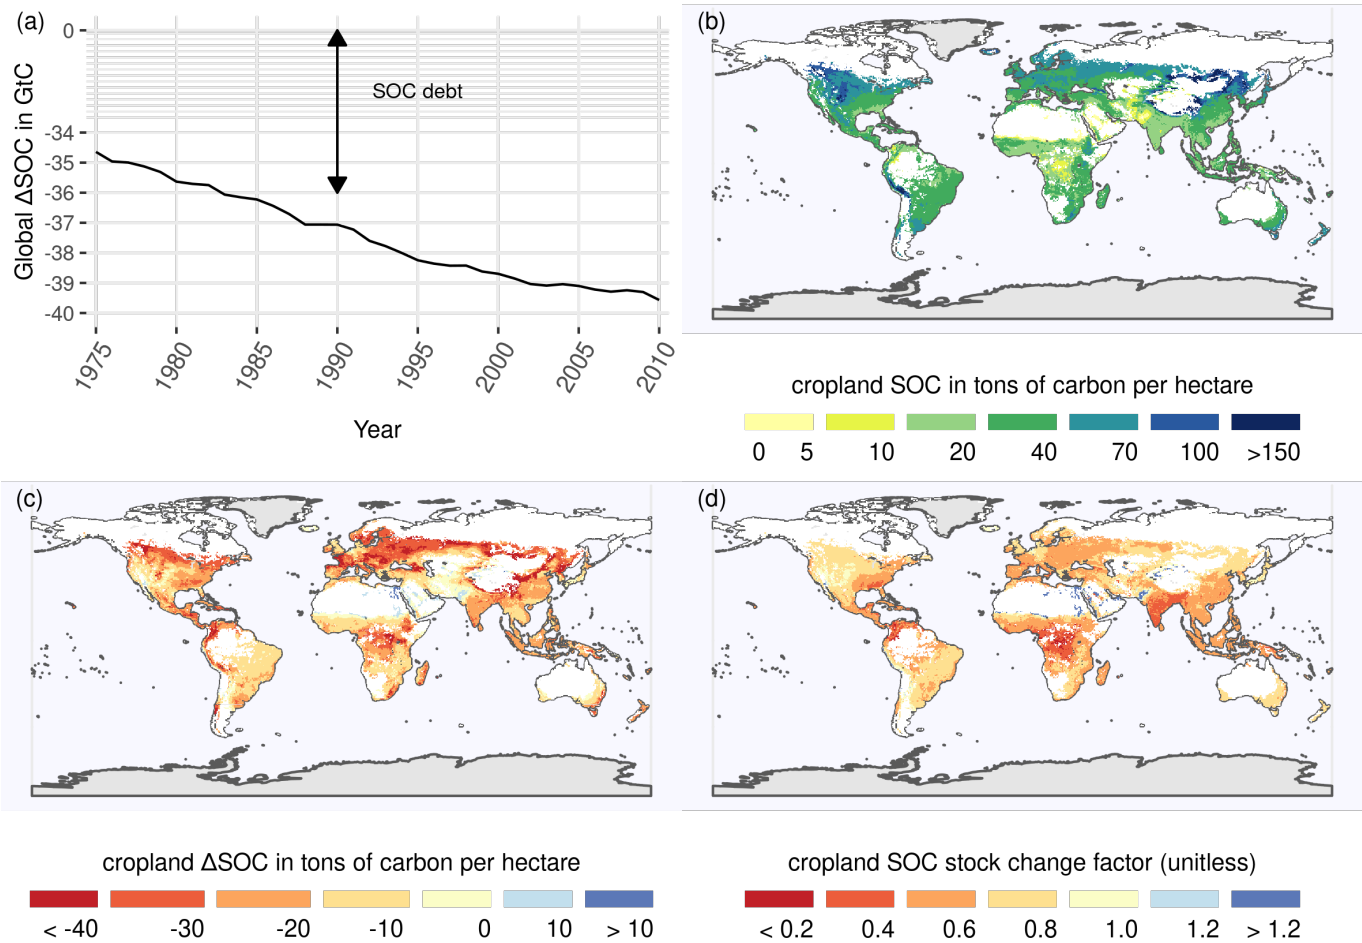 (a)
0
SOC debt
-34
-35
-36
-37
-38
-39
-40
Global ΔSOC in GtC
1975
1980
1985
1990
1995
2000
2005
2010
Year
(b)
cropland SOC in tons of carbon per hectare
0 5 10 20 40 70 100 >150
(c)
cropland ΔSOC in tons of carbon per hectare
< -40 -30 -20 -10 0 10 > 10
(d)
cropland SOC stock change factor (unitless)
< 0.2 0.4 0.6 0.8 1.0 1.2 > 1.2